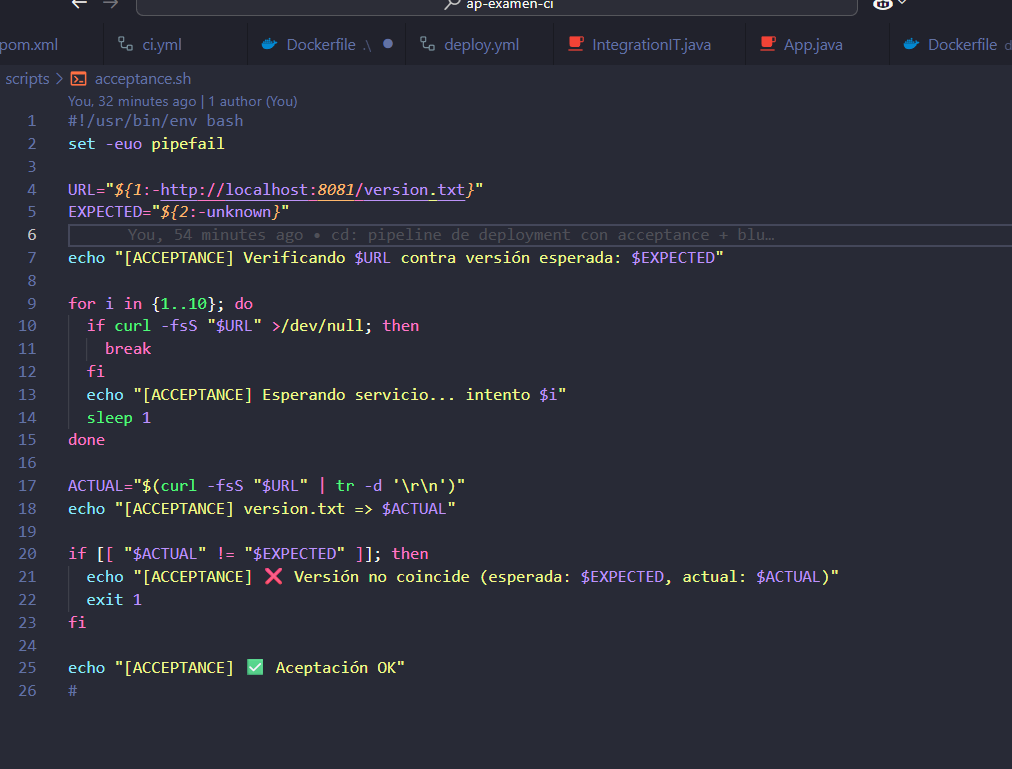 ap-examen-ci
pom.xml
ci.yml
Dockerfile .\
deploy.yml
IntegrationIT.java
App.java
Dockerfile
scripts > acceptance.sh
You, 32 minutes ago | 1 author (You)
1 #!/usr/bin/env bash
2 set -euo pipefail
3
4 URL="${1:-http://localhost:8081/version.txt}"
5 EXPECTED="${2:-unknown}"
6 You, 54 minutes ago • cd: pipeline de deployment con acceptance + blu…
7 echo "[ACCEPTANCE] Verificando $URL contra versión esperada: $EXPECTED"
8
9 for i in {1..10}; do
10 if curl -fsS "$URL" >/dev/null; then
11 break
12 fi
13 echo "[ACCEPTANCE] Esperando servicio... intento $i"
14 sleep 1
15 done
16
17 ACTUAL="$(curl -fsS "$URL" | tr -d '\r\n')"
18 echo "[ACCEPTANCE] version.txt => $ACTUAL"
19
20 if [[ "$ACTUAL" != "$EXPECTED" ]]; then
21 echo "[ACCEPTANCE] ❌ Versión no coincide (esperada: $EXPECTED, actual: $ACTUAL)"
22 exit 1
23 fi
24
25 echo "[ACCEPTANCE] ✅ Aceptación OK"
26 #